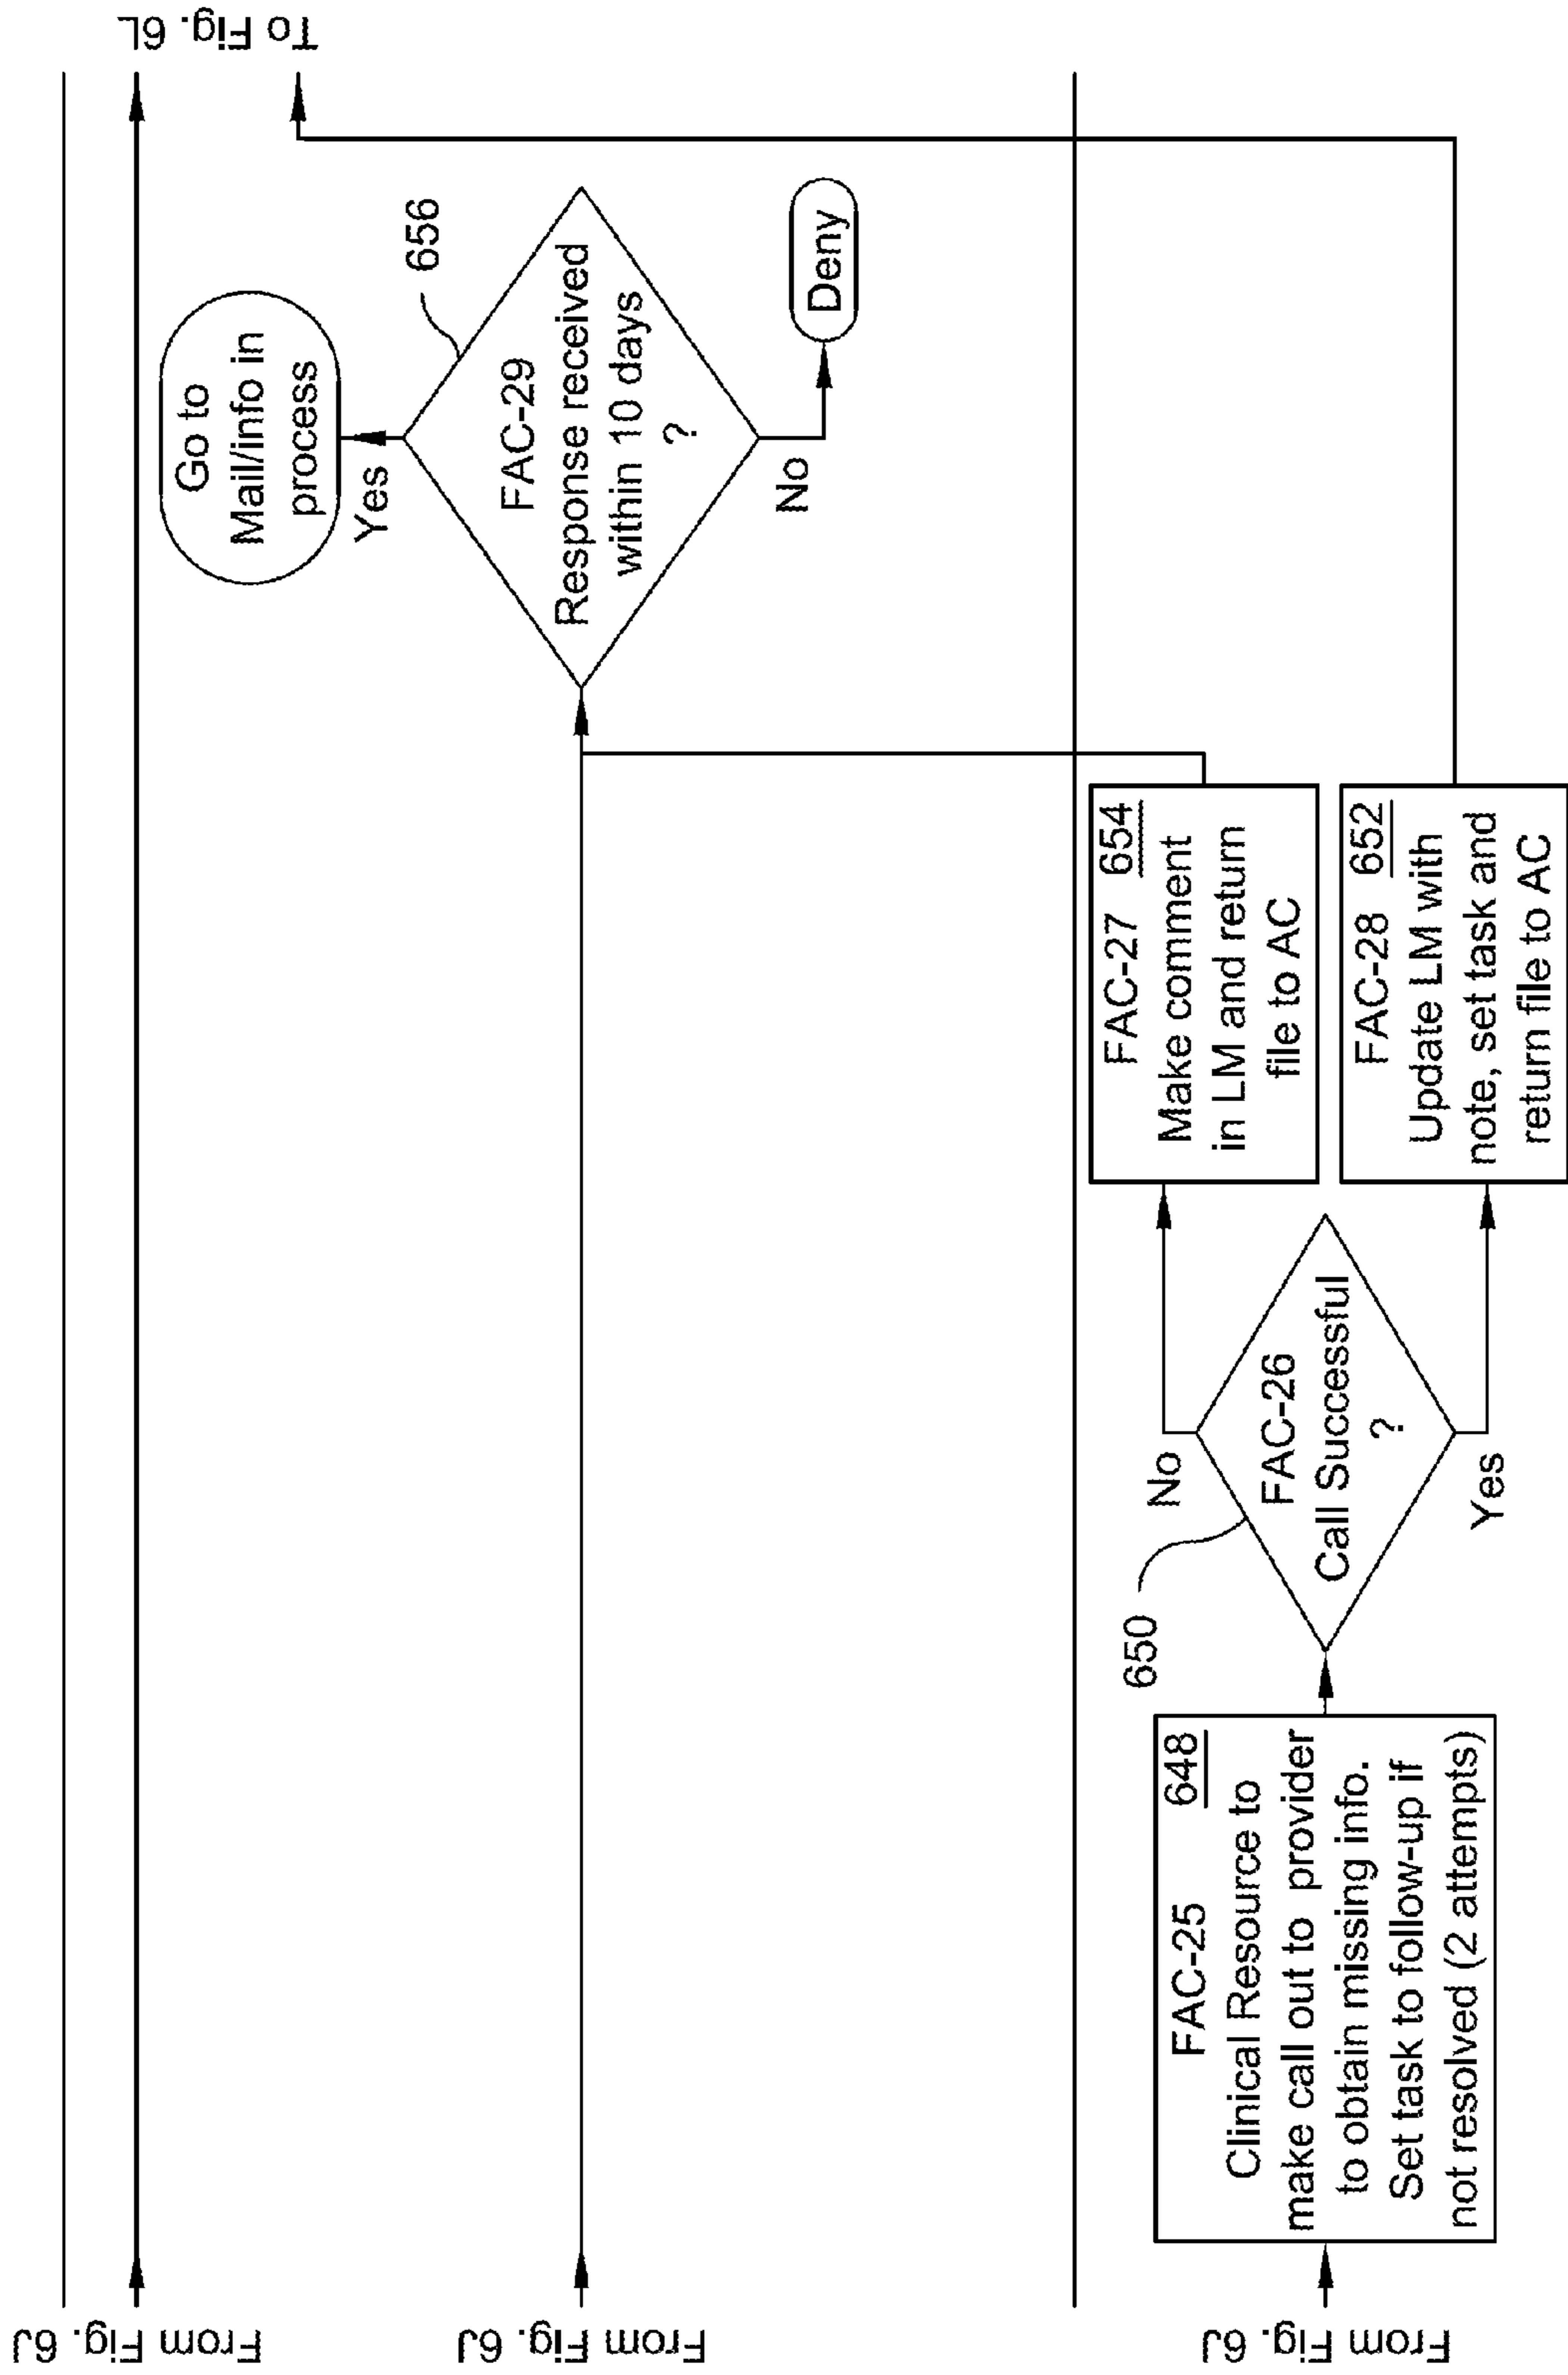 From Fig. 6J
From Fig. 6J
From Fig. 6J
To Fig. 6L
Go to
Mail/info in
process
Yes
656
FAC-29
Response received
within 10 days
?
No
Deny
FAC-25 648
Clinical Resource to
make call out to provider
to obtain missing info.
Set task to follow-up if
not resolved (2 attempts)
650
FAC-26
Call Successful
?
No
Yes
FAC-27 654
Make comment
in LM and return
file to AC
FAC-28 652
Update LM with
note, set task and
return file to AC